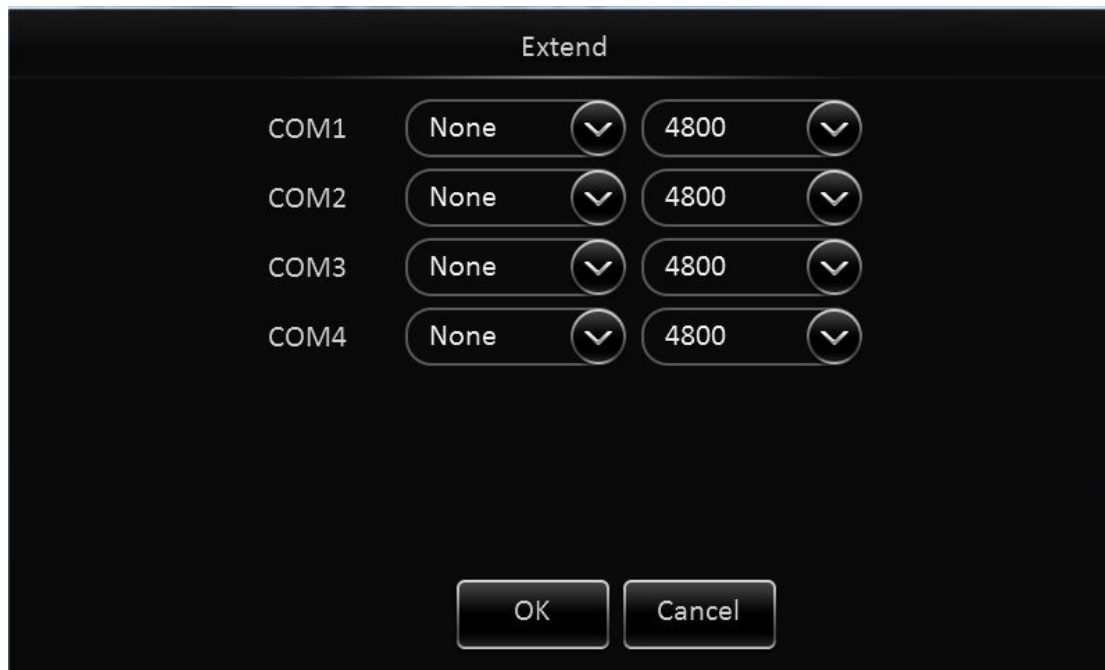 Extend
COM1 None 4800
COM2 None 4800
COM3 None 4800
COM4 None 4800
OK Cancel